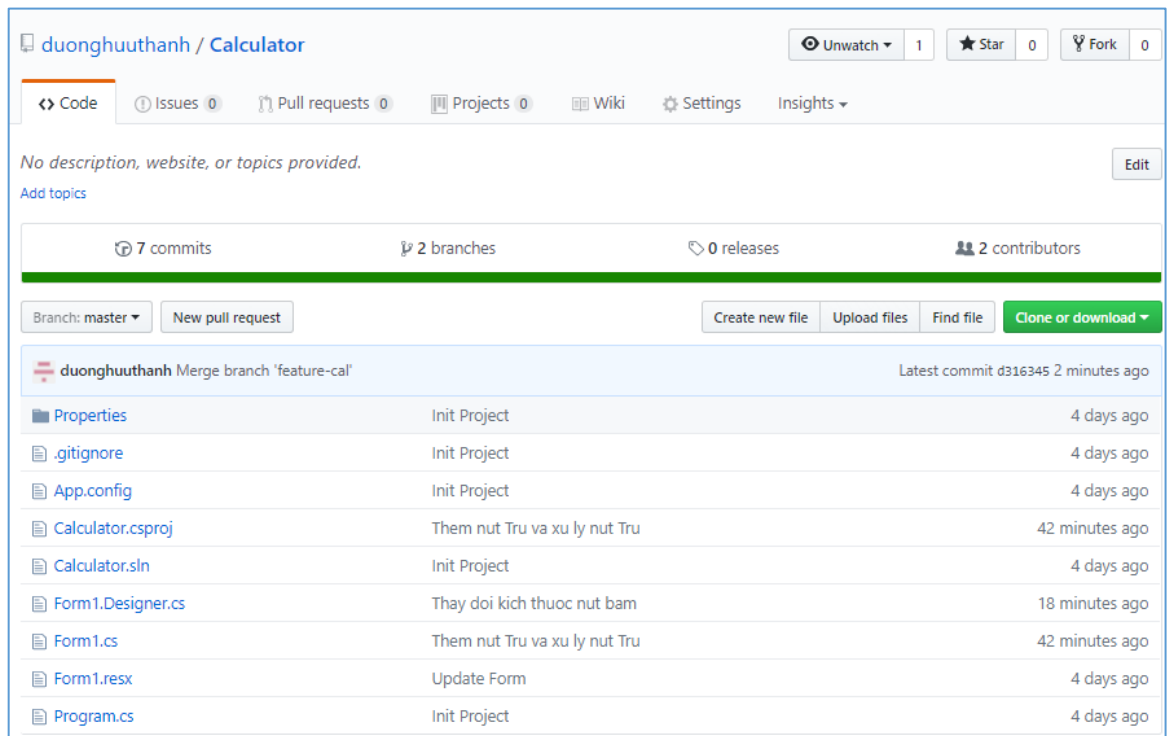 duonghuuthanh / Calculator Unwatch 1 Star 0 Fork 0
Code Issues 0 Pull requests 0 Projects 0 Wiki Settings Insights
No description, website, or topics provided. Edit
Add topics
7 commits 2 branches 0 releases 2 contributors
Branch: master New pull request Create new file Upload files Find file Clone or download
duonghuuthanh Merge branch 'feature-cal' Latest commit d316345 2 minutes ago
Properties Init Project 4 days ago
.gitignore Init Project 4 days ago
App.config Init Project 4 days ago
Calculator.csproj Them nut Tru va xu ly nut Tru 42 minutes ago
Calculator.sln Init Project 4 days ago
Form1.Designer.cs Thay doi kich thuoc nut bam 18 minutes ago
Form1.cs Them nut Tru va xu ly nut Tru 42 minutes ago
Form1.resx Update Form 4 days ago
Program.cs Init Project 4 days ago